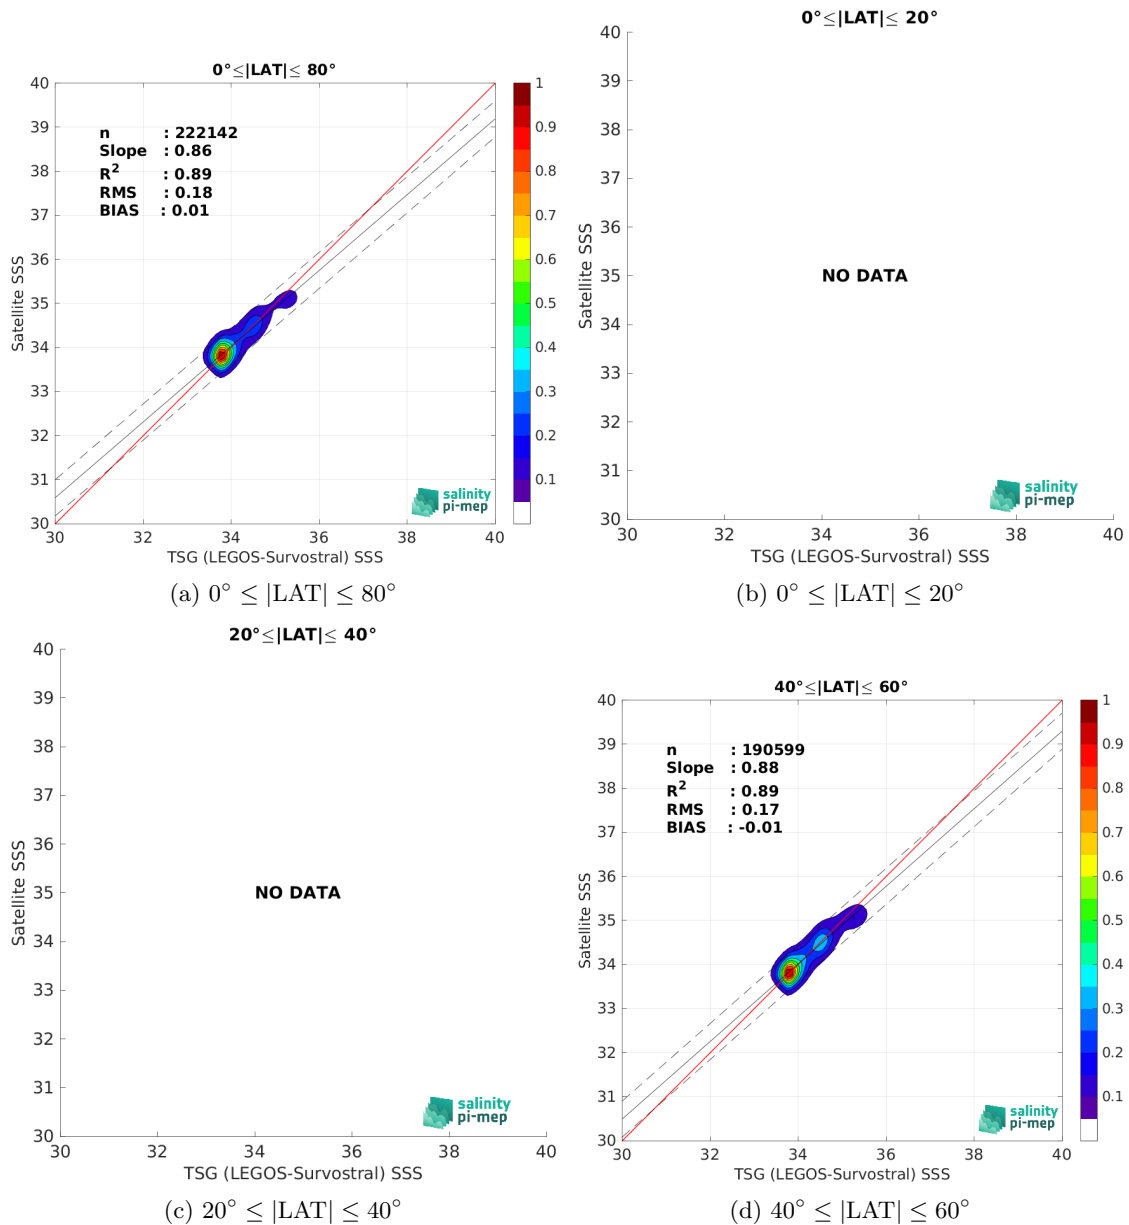 0°≤|LAT|≤ 80°
40
39
38
37
36
35
34
33
32
31
30
Satellite SSS
n : 222142
Slope : 0.86
R² : 0.89
RMS : 0.18
BIAS : 0.01
1
0.9
0.8
0.7
0.6
0.5
0.4
0.3
0.2
0.1
salinity
pi-mep
30 32 34 36 38 40
TSG (LEGOS-Survostral) SSS
(a) 0° ≤ |LAT| ≤ 80°
0°≤|LAT|≤ 20°
40
39
38
37
36
35
34
33
32
31
30
Satellite SSS
NO DATA
salinity
pi-mep
30 32 34 36 38 40
TSG (LEGOS-Survostral) SSS
(b) 0° ≤ |LAT| ≤ 20°
20°≤|LAT|≤ 40°
40
39
38
37
36
35
34
33
32
31
30
Satellite SSS
NO DATA
salinity
pi-mep
30 32 34 36 38 40
TSG (LEGOS-Survostral) SSS
(c) 20° ≤ |LAT| ≤ 40°
40°≤|LAT|≤ 60°
40
39
38
37
36
35
34
33
32
31
30
Satellite SSS
n : 190599
Slope : 0.88
R² : 0.89
RMS : 0.17
BIAS : -0.01
1
0.9
0.8
0.7
0.6
0.5
0.4
0.3
0.2
0.1
salinity
pi-mep
30 32 34 36 38 40
TSG (LEGOS-Survostral) SSS
(d) 40° ≤ |LAT| ≤ 60°